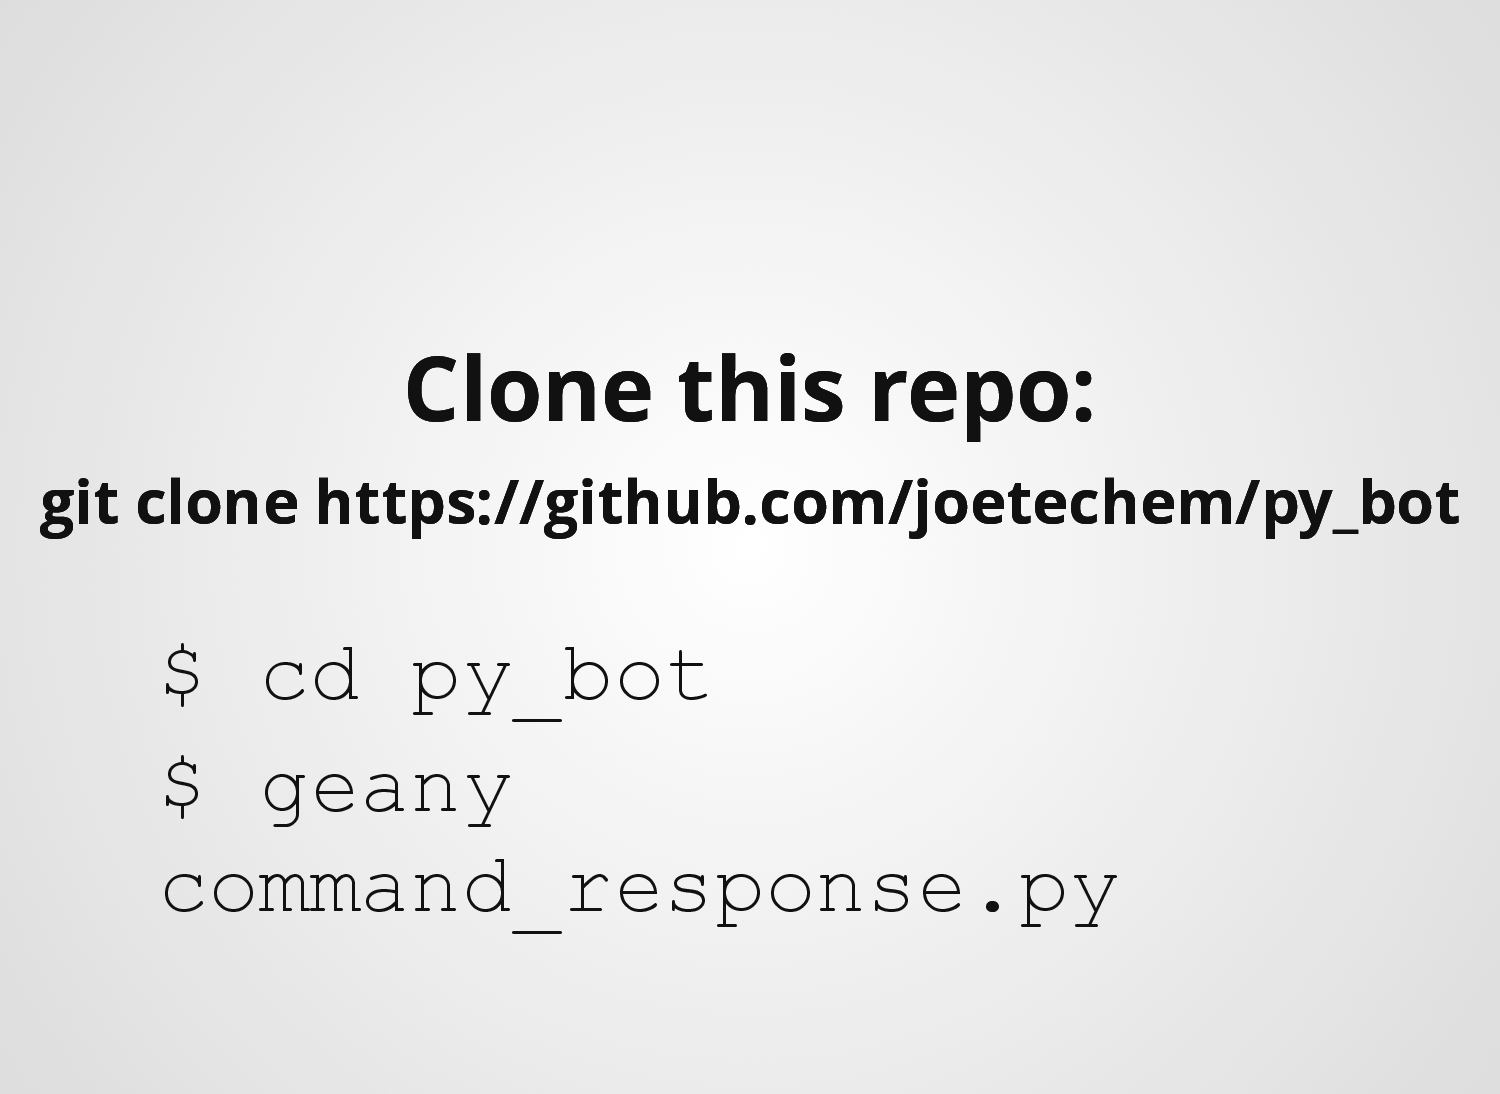 Clone this repo:
git clone https://github.com/joetechem/py_bot
$ cd py_bot
$ geany
command_response.py